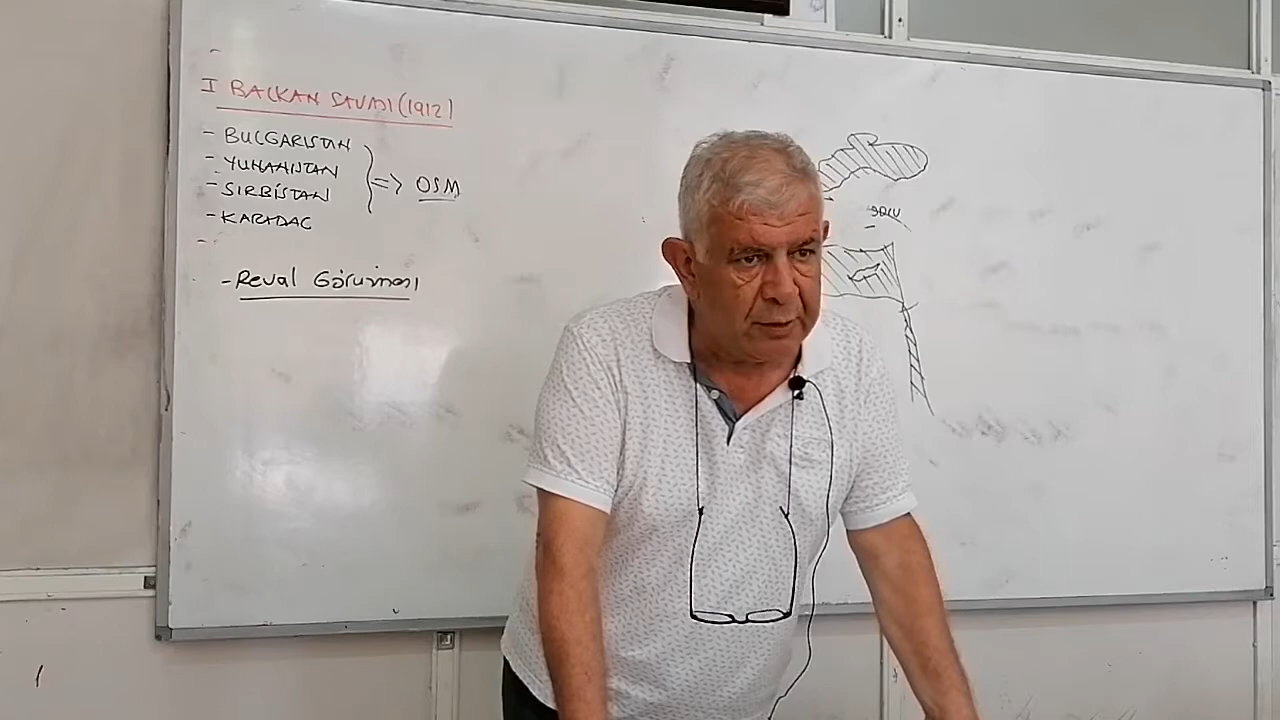 I BALKAN SAVAŞI (1912)
- BULGARISTAN
- YUNANISTAN
- SIRBİSTAN
- KARADAĞ
=> OSM
- Reval Görüşmesi